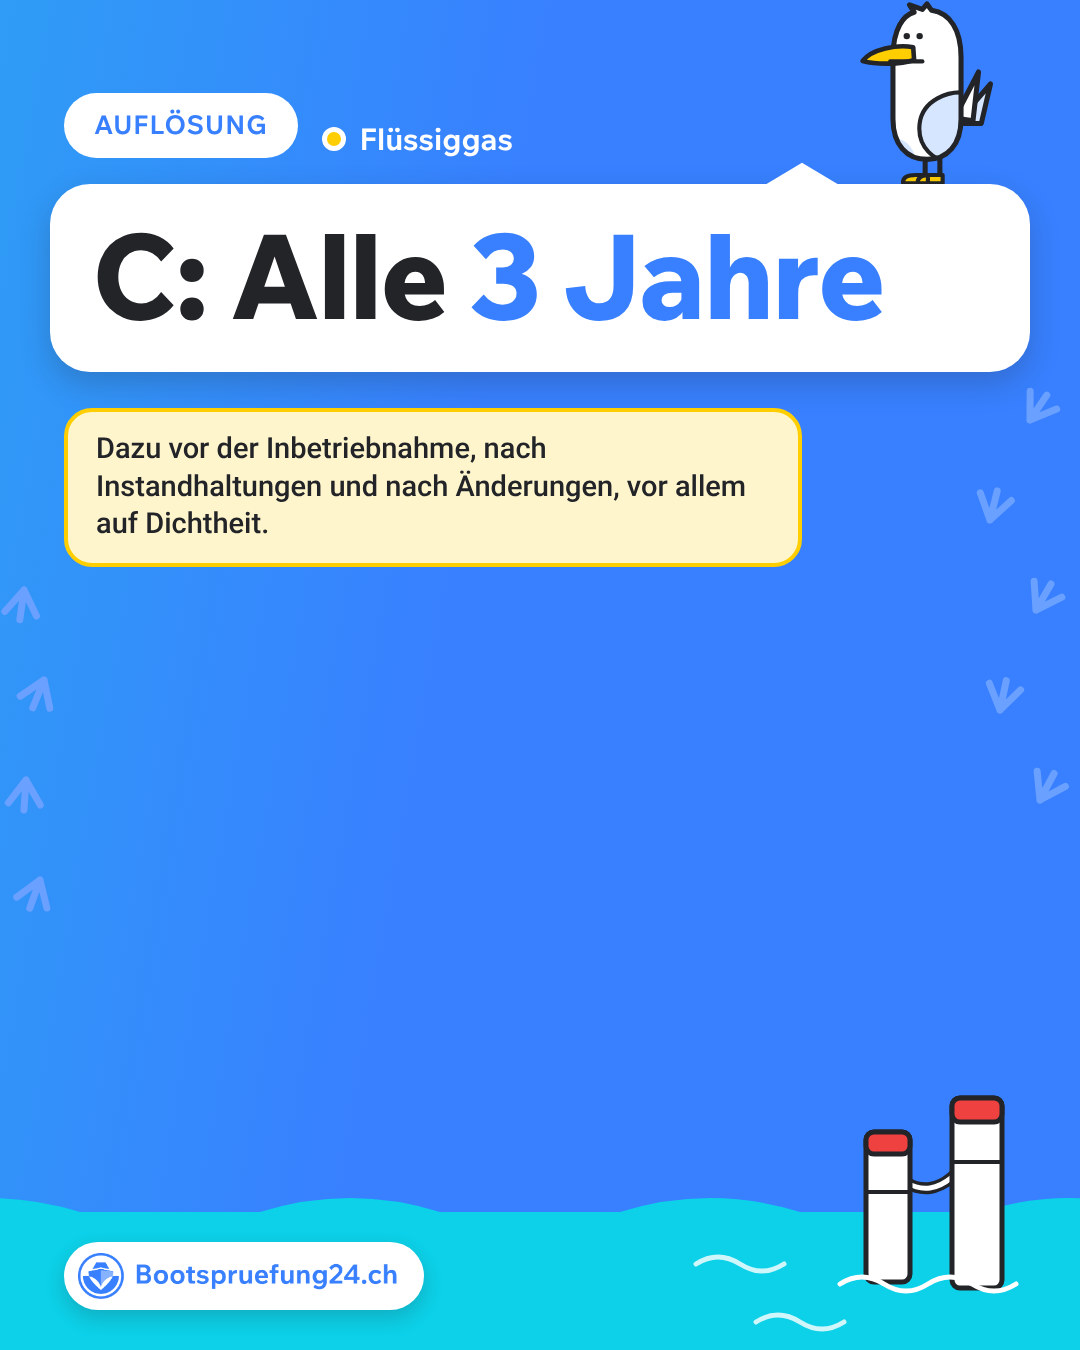 AUFLÖSUNG
Flüssiggas
C: Alle 3 Jahre
Dazu vor der Inbetriebnahme, nach
Instandhaltungen und nach Änderungen, vor allem
auf Dichtheit.
Bootspruefung24.ch